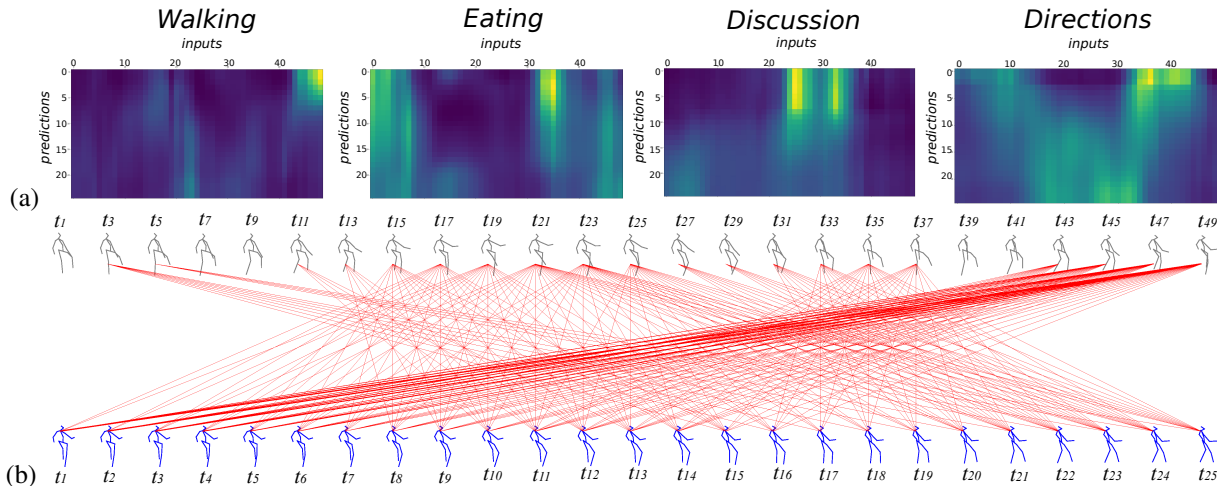 Walking Eating Discussion Directions
inputs inputs inputs inputs
0 20 40 0 10 20 30 40 0 10 20 30 40 0 10 20 30 40
predictions 0 5 10 15 20
predictions 0 5 10 15 20
predictions 0 5 10 15 20
predictions 0 5 10 15 20
(a)
t1 t3 t5 t7 t9 t11 t13 t15 t17 t19 t21 t23 t25 t27 t29 t31 t33 t35 t37 t39 t41 t43 t45 t47 t49
(b)
t1 t2 t3 t4 t5 t6 t7 t8 t9 t10 t11 t12 t13 t14 t15 t16 t17 t18 t19 t20 t21 t22 t23 t24 t25